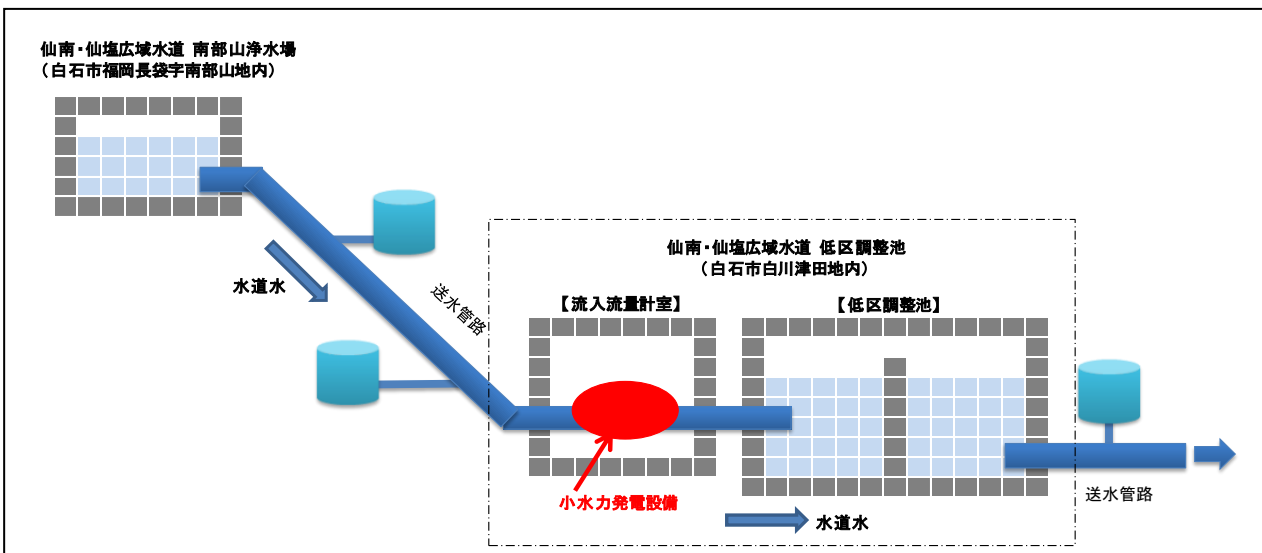 仙南・仙塩広域水道 南部山浄水場
（白石市福岡長袋字南部山地内）
水道水
送水管路
仙南・仙塩広域水道 低区調整池
（白石市白川津田地内）
【流入流量計室】
【低区調整池】
小水力発電設備
水道水
送水管路